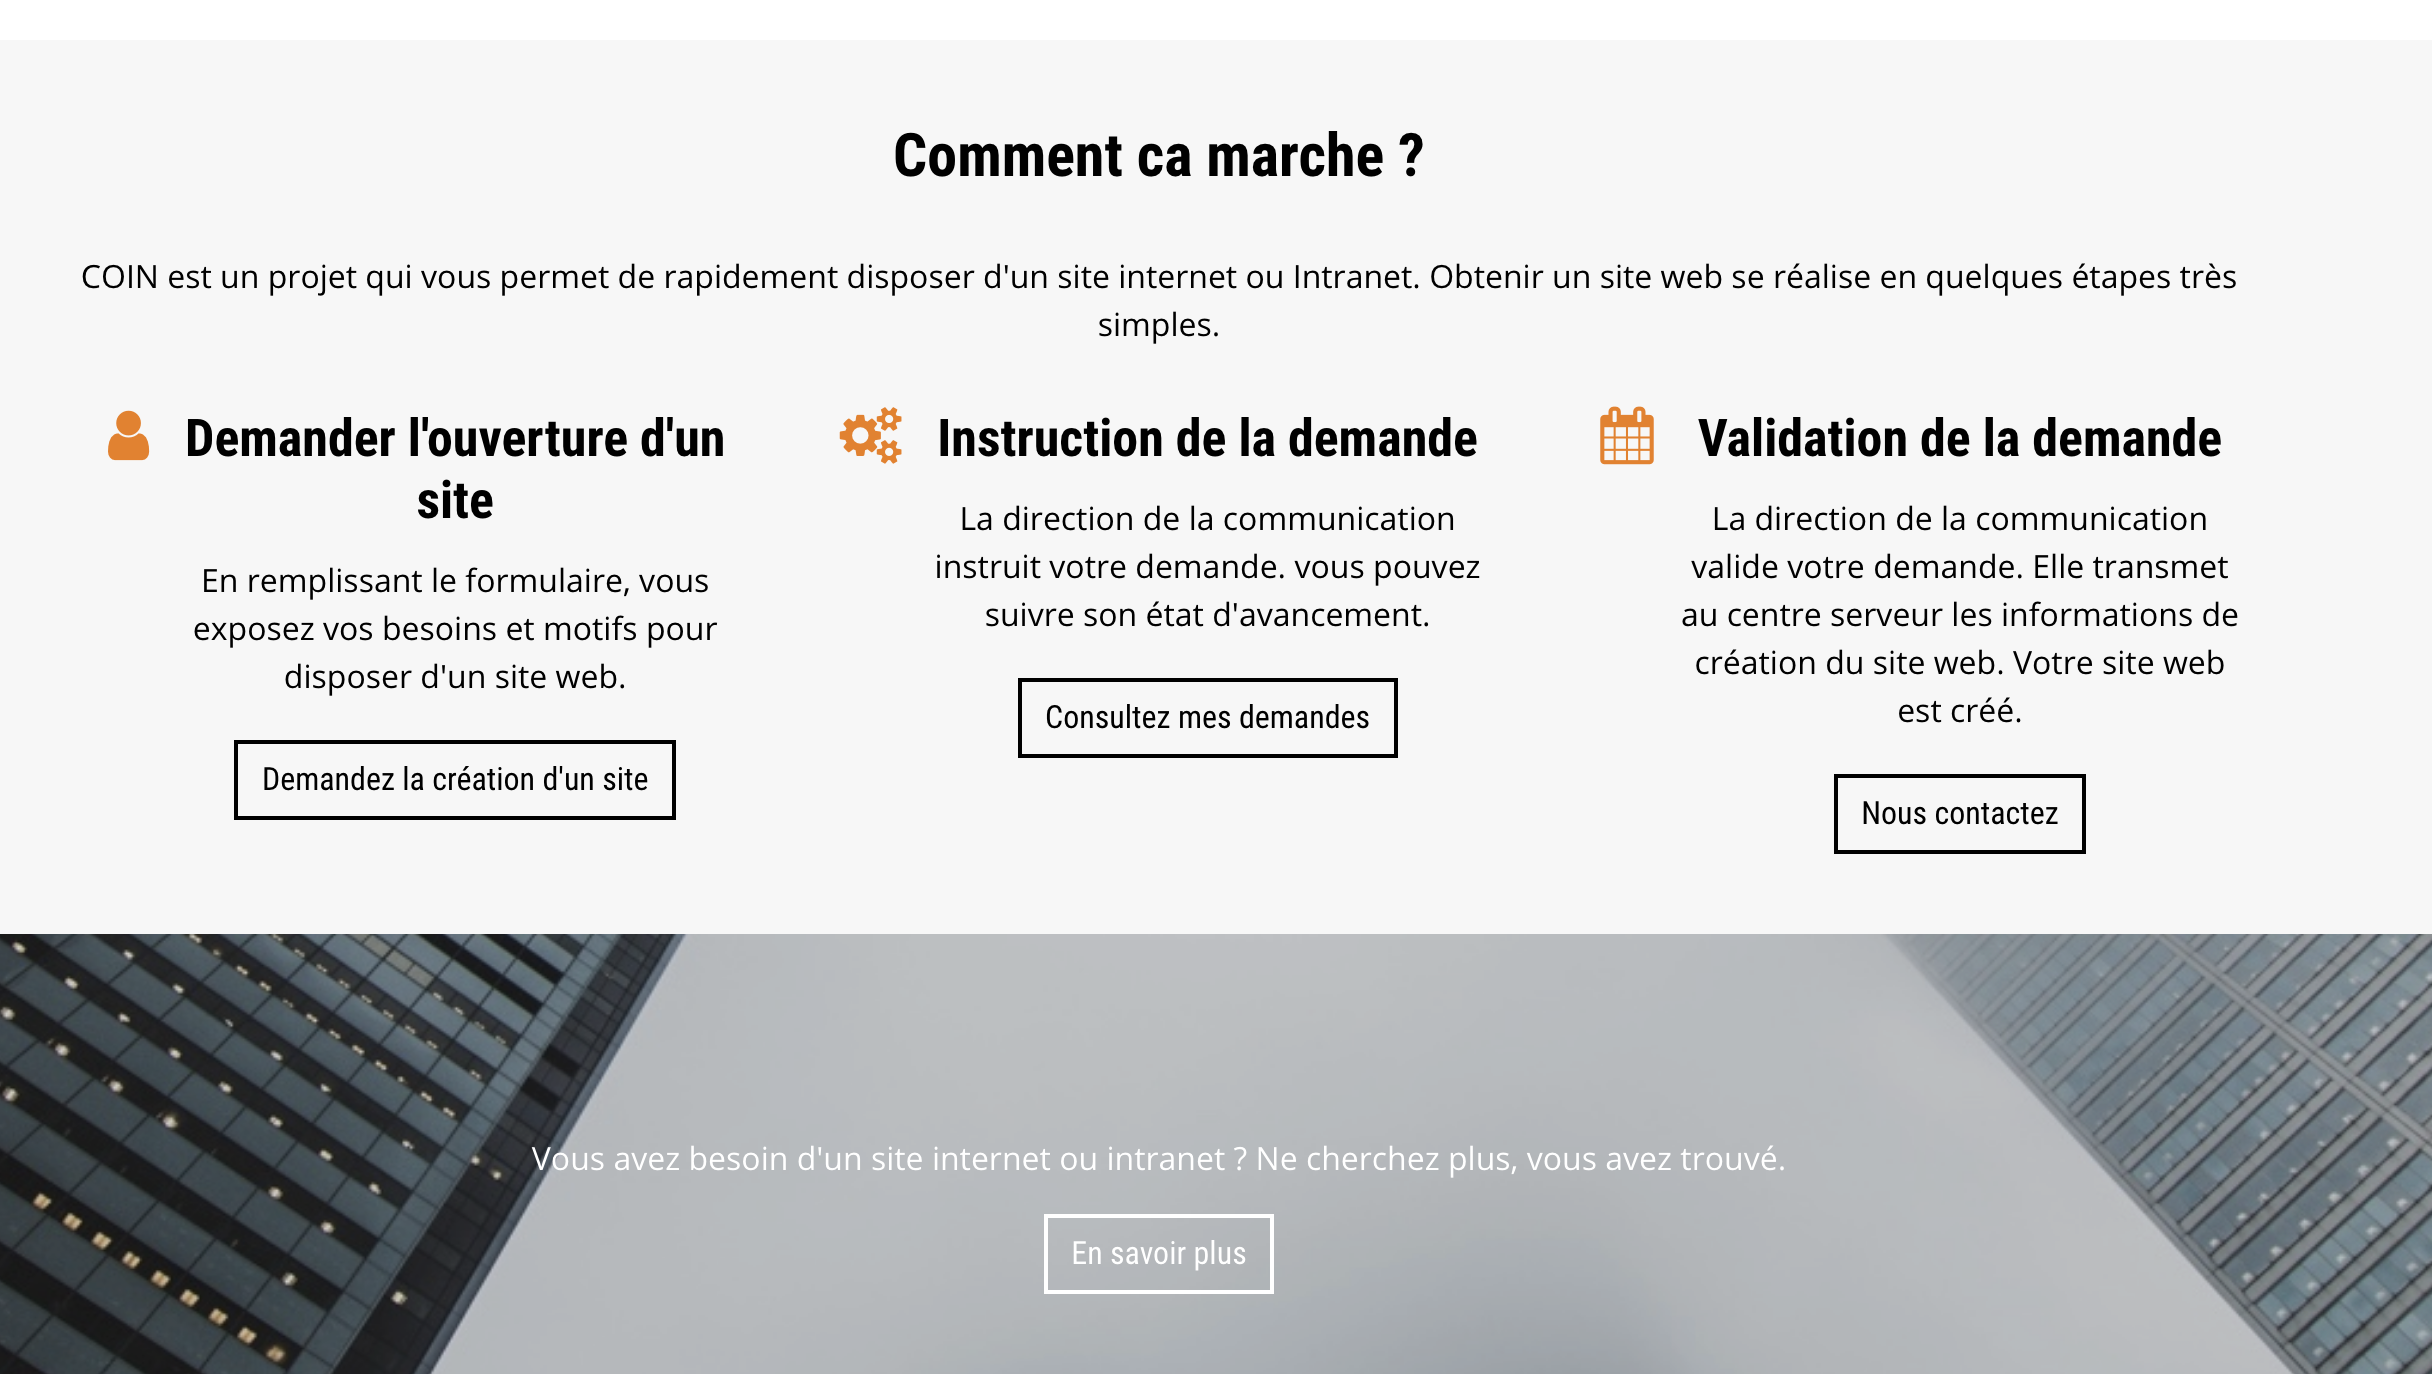 Comment ca marche ?
COIN est un projet qui vous permet de rapidement disposer d'un site internet ou Intranet. Obtenir un site web se réalise en quelques étapes très
simples.
Demander l'ouverture d'un
site
En remplissant le formulaire, vous
exposez vos besoins et motifs pour
disposer d'un site web.
Demandez la création d'un site
Instruction de la demande
La direction de la communication
instruit votre demande. vous pouvez
suivre son état d'avancement.
Consultez mes demandes
Validation de la demande
La direction de la communication
valide votre demande. Elle transmet
au centre serveur les informations de
création du site web. Votre site web
est créé.
Nous contactez
Vous avez besoin d'un site internet ou intranet ? Ne cherchez plus, vous avez trouvé.
En savoir plus